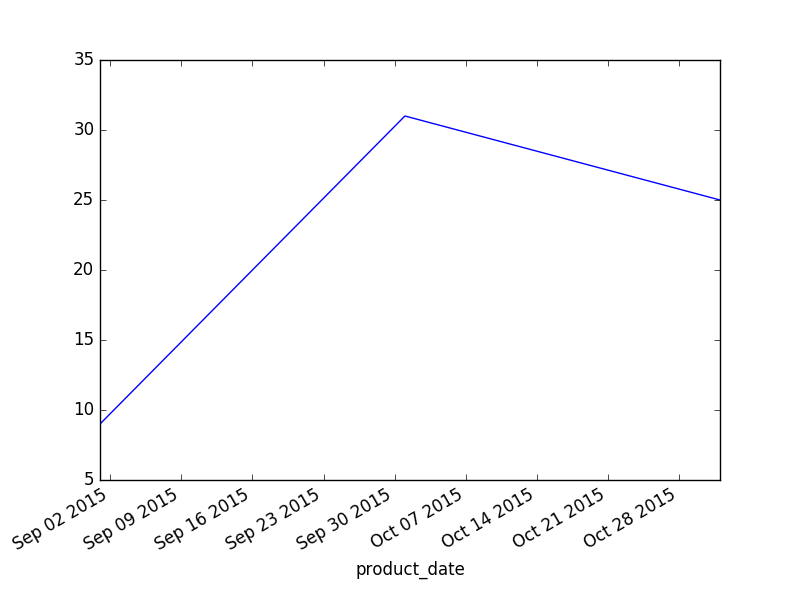 35
30
25
20
15
10
5
Sep 02 2015
Sep 09 2015
Sep 16 2015
Sep 23 2015
Sep 30 2015
Oct 07 2015
Oct 14 2015
Oct 21 2015
Oct 28 2015
product_date